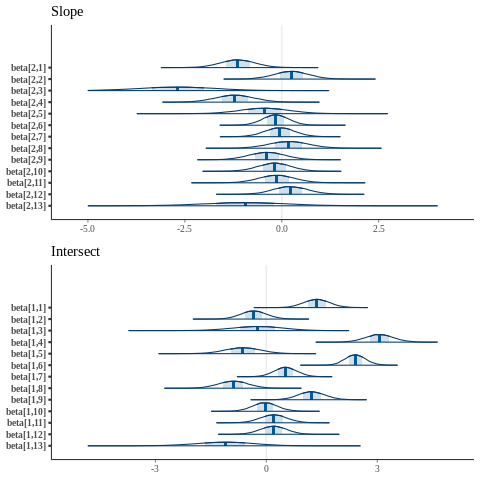 Slope
beta[2,1]
beta[2,2]
beta[2,3]
beta[2,4]
beta[2,5]
beta[2,6]
beta[2,7]
beta[2,8]
beta[2,9]
beta[2,10]
beta[2,11]
beta[2,12]
beta[2,13]
-5.0 -2.5 0.0 2.5
Intersect
beta[1,1]
beta[1,2]
beta[1,3]
beta[1,4]
beta[1,5]
beta[1,6]
beta[1,7]
beta[1,8]
beta[1,9]
beta[1,10]
beta[1,11]
beta[1,12]
beta[1,13]
-3 0 3